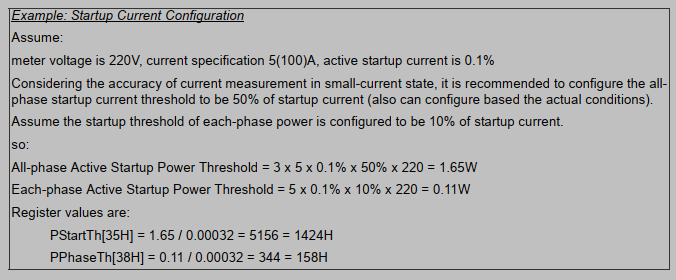 Example: Startup Current Configuration
Assume:
meter voltage is 220V, current specification 5(100)A, active startup current is 0.1%
Considering the accuracy of current measurement in small-current state, it is recommended to configure the all-
phase startup current threshold to be 50% of startup current (also can configure based the actual conditions).
Assume the startup threshold of each-phase power is configured to be 10% of startup current.
so:
All-phase Active Startup Power Threshold = 3 x 5 x 0.1% x 50% x 220 = 1.65W
Each-phase Active Startup Power Threshold = 5 x 0.1% x 10% x 220 = 0.11W
Register values are:
PStartTh[35H] = 1.65 / 0.00032 = 5156 = 1424H
PPhaseTh[38H] = 0.11 / 0.00032 = 344 = 158H